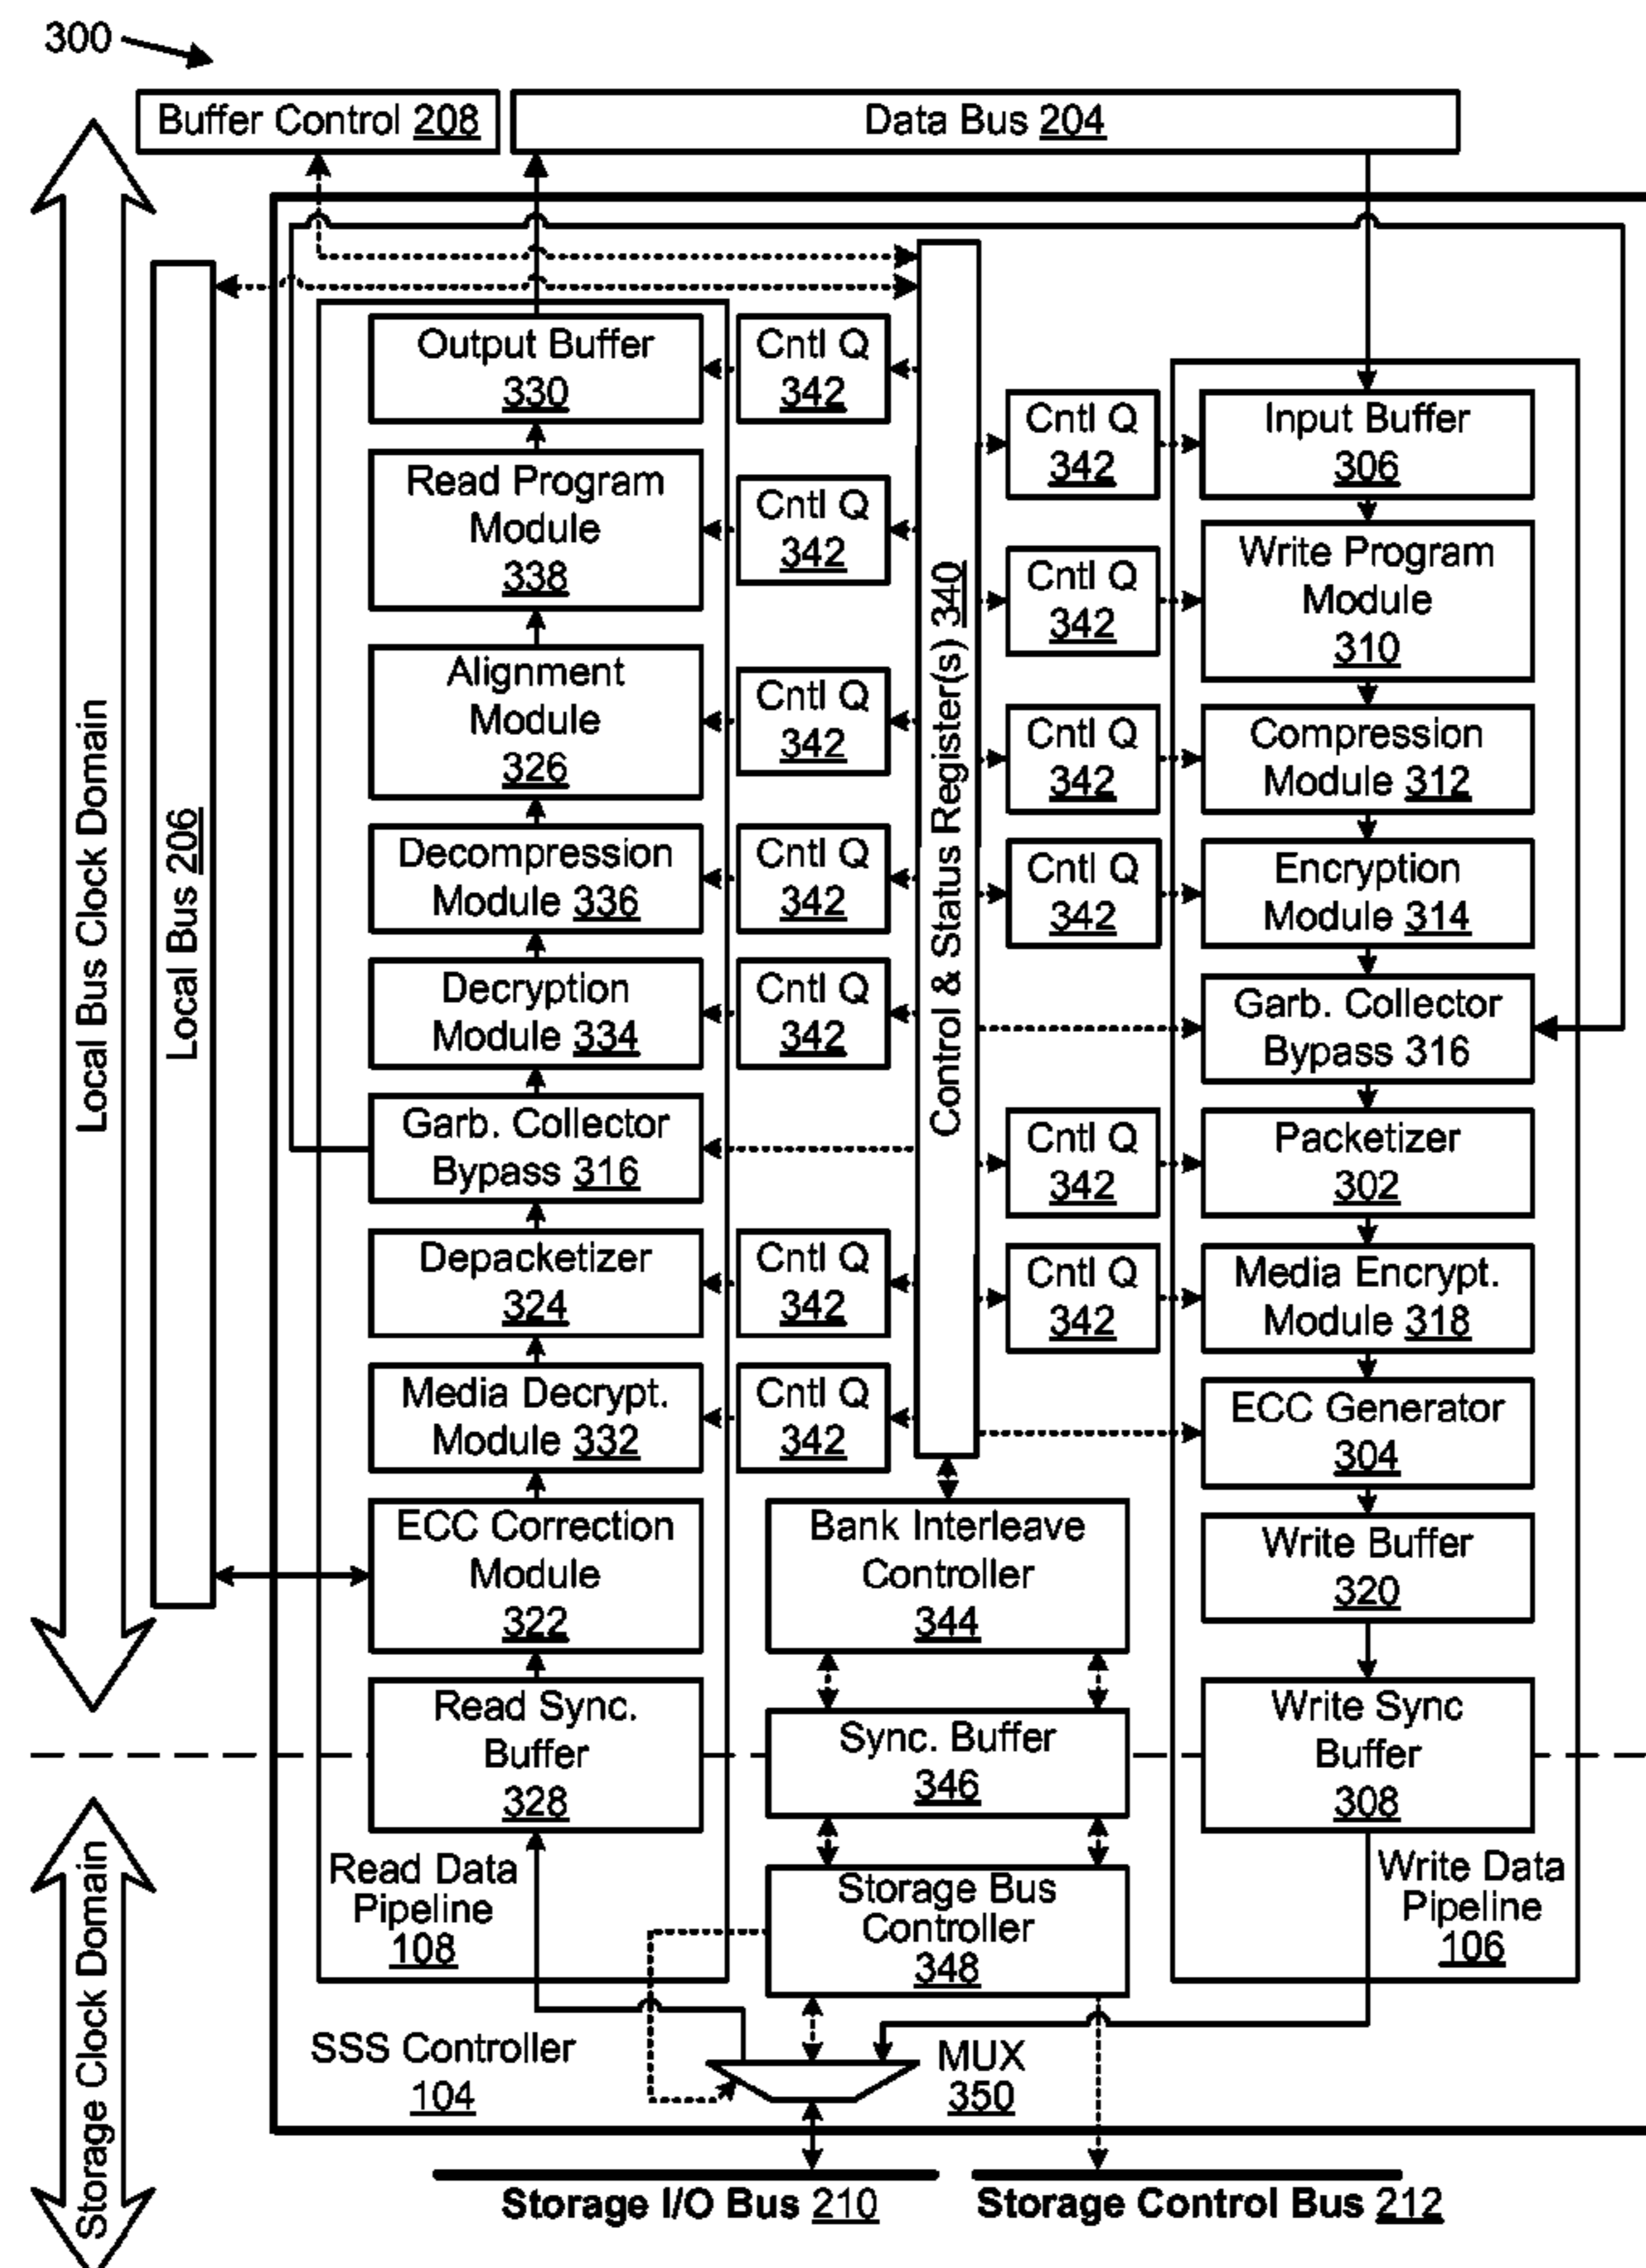 300
Buffer Control 208
Data Bus 204
Local Bus Clock Domain
Local Bus 206
Output Buffer
330
Cntl Q
342
Read Program
Module
338
Cntl Q
342
Alignment
Module
326
Cntl Q
342
Decompression
Module 336
Cntl Q
342
Decryption
Module 334
Cntl Q
342
Garb. Collector
Bypass 316
Depacketizer
324
Cntl Q
342
Media Decrypt.
Module 332
Cntl Q
342
ECC Correction
Module
322
Read Sync.
Buffer
328
Read Data
Pipeline
108
Control & Status Register(s) 340
Bank Interleave
Controller
344
Sync. Buffer
346
Storage Bus
Controller
348
Cntl Q
342
Input Buffer
306
Cntl Q
342
Write Program
Module
310
Cntl Q
342
Compression
Module 312
Cntl Q
342
Encryption
Module 314
Garb. Collector
Bypass 316
Cntl Q
342
Packetizer
302
Cntl Q
342
Media Encrypt.
Module 318
ECC Generator
304
Write Buffer
320
Write Sync
Buffer
308
Write Data
Pipeline
106
Storage Clock Domain
SSS Controller
104
MUX
350
Storage I/O Bus 210
Storage Control Bus 212